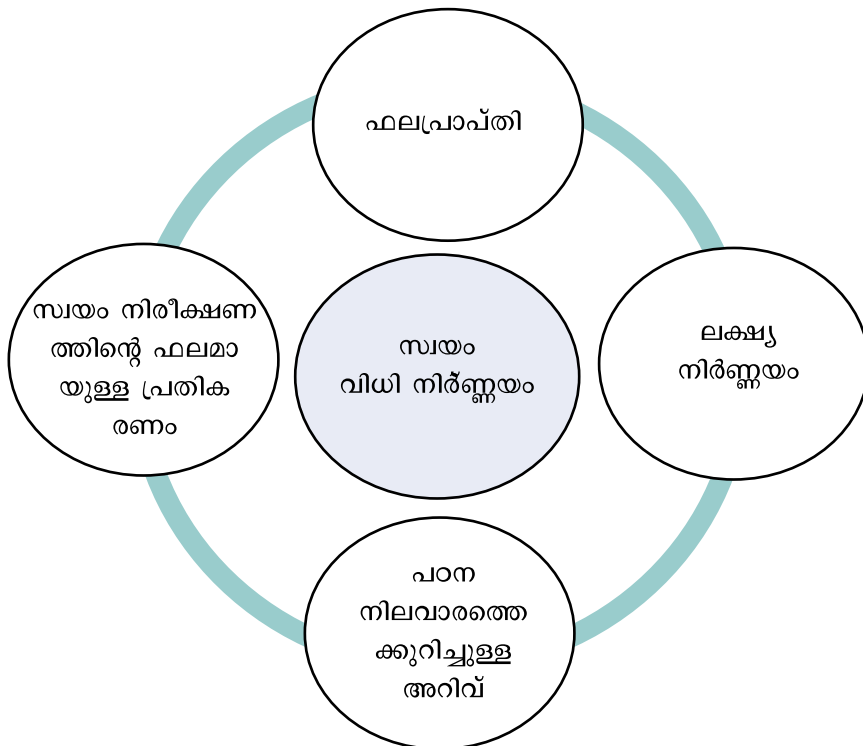 ഫലപ്രാപ്തി
സ്വയം നിരീക്ഷണ
ത്തിന്റെ ഫലമാ
യുള്ള പ്രതിക
രണം
സ്വയം
വിധി നിർണ്ണയം
ലക്ഷ്യ
നിർണ്ണയം
പഠന
നിലവാരത്തെ
ക്കുറിച്ചുള്ള
അറിവ്